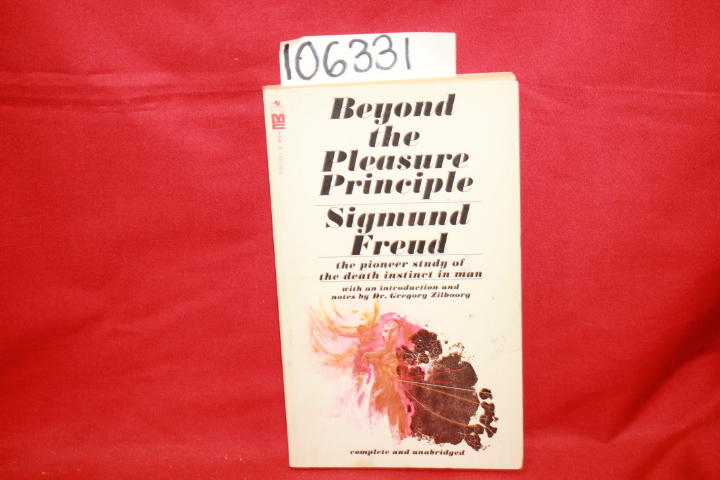 106331
Beyond
the
Pleasure
Principle
Sigmund
Freud
the pioneer study of
the death instinct in man
with an introduction and
notes by Dr. Gregory Zilboorg
complete and unabridged